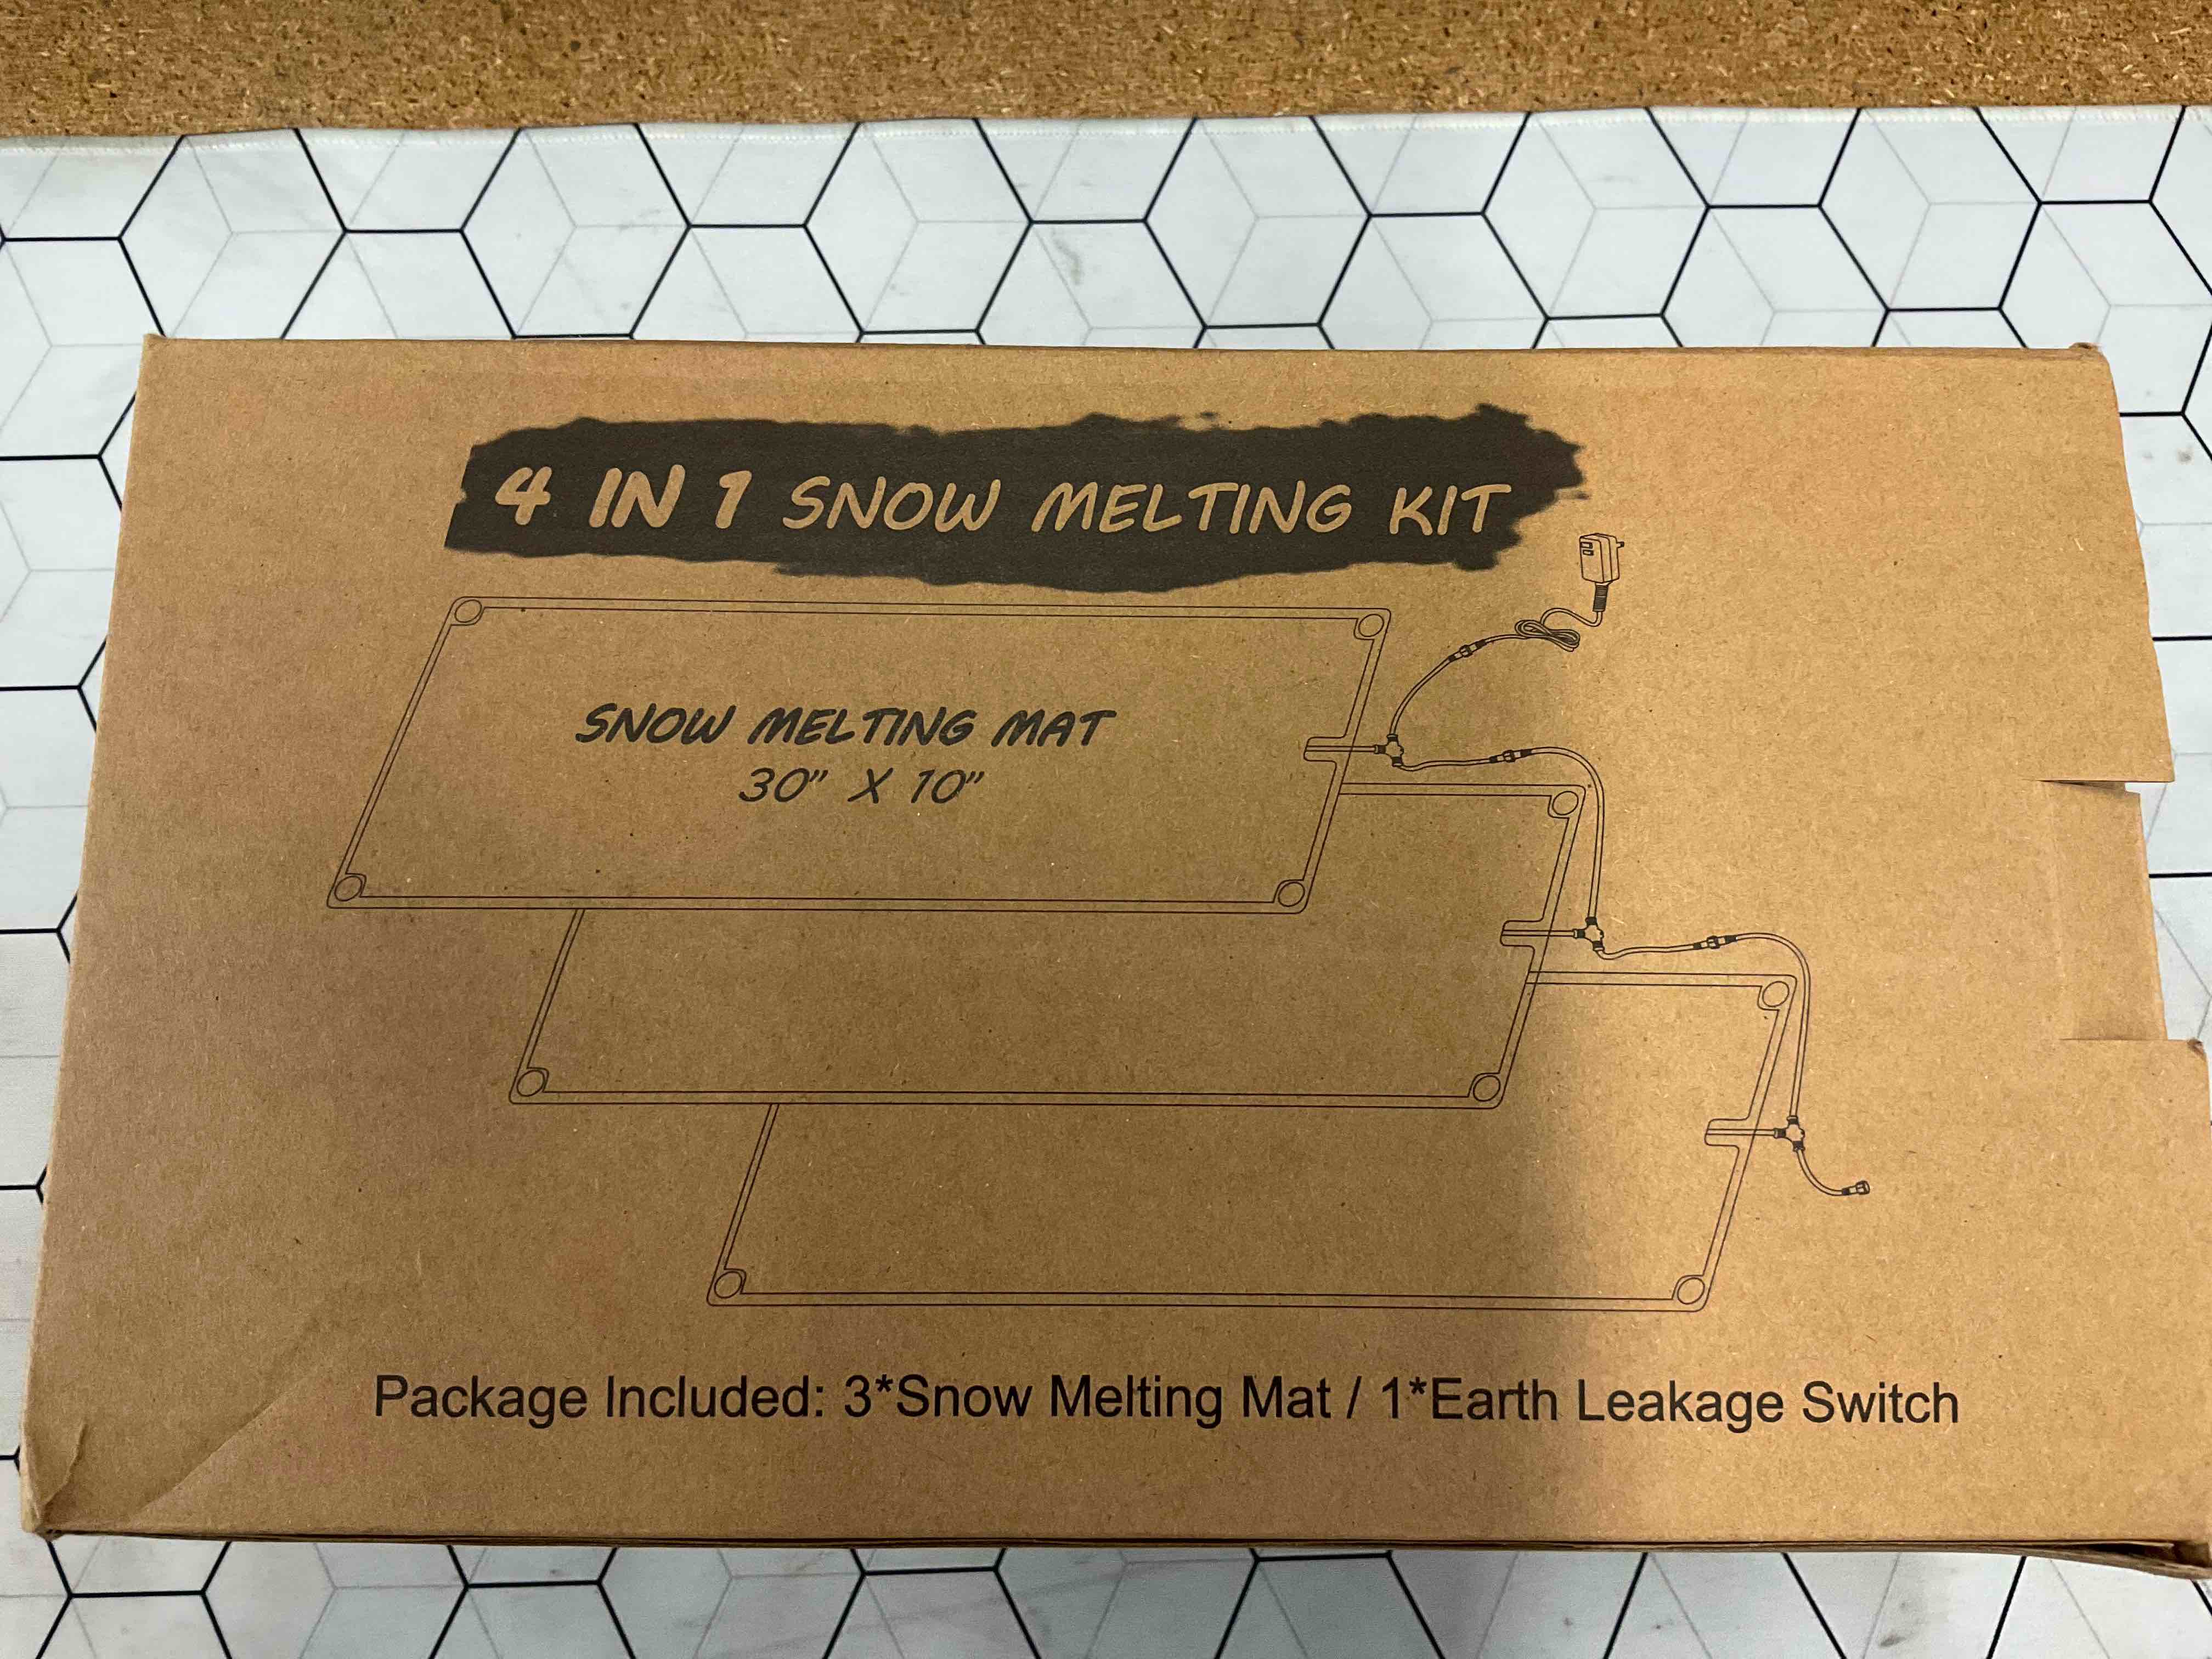 4 IN 1 SNOW MELTING KIT
SNOW MELTING MAT
30" X 10"
Package Included: 3*Snow Melting Mat / 1*Earth Leakage Switch